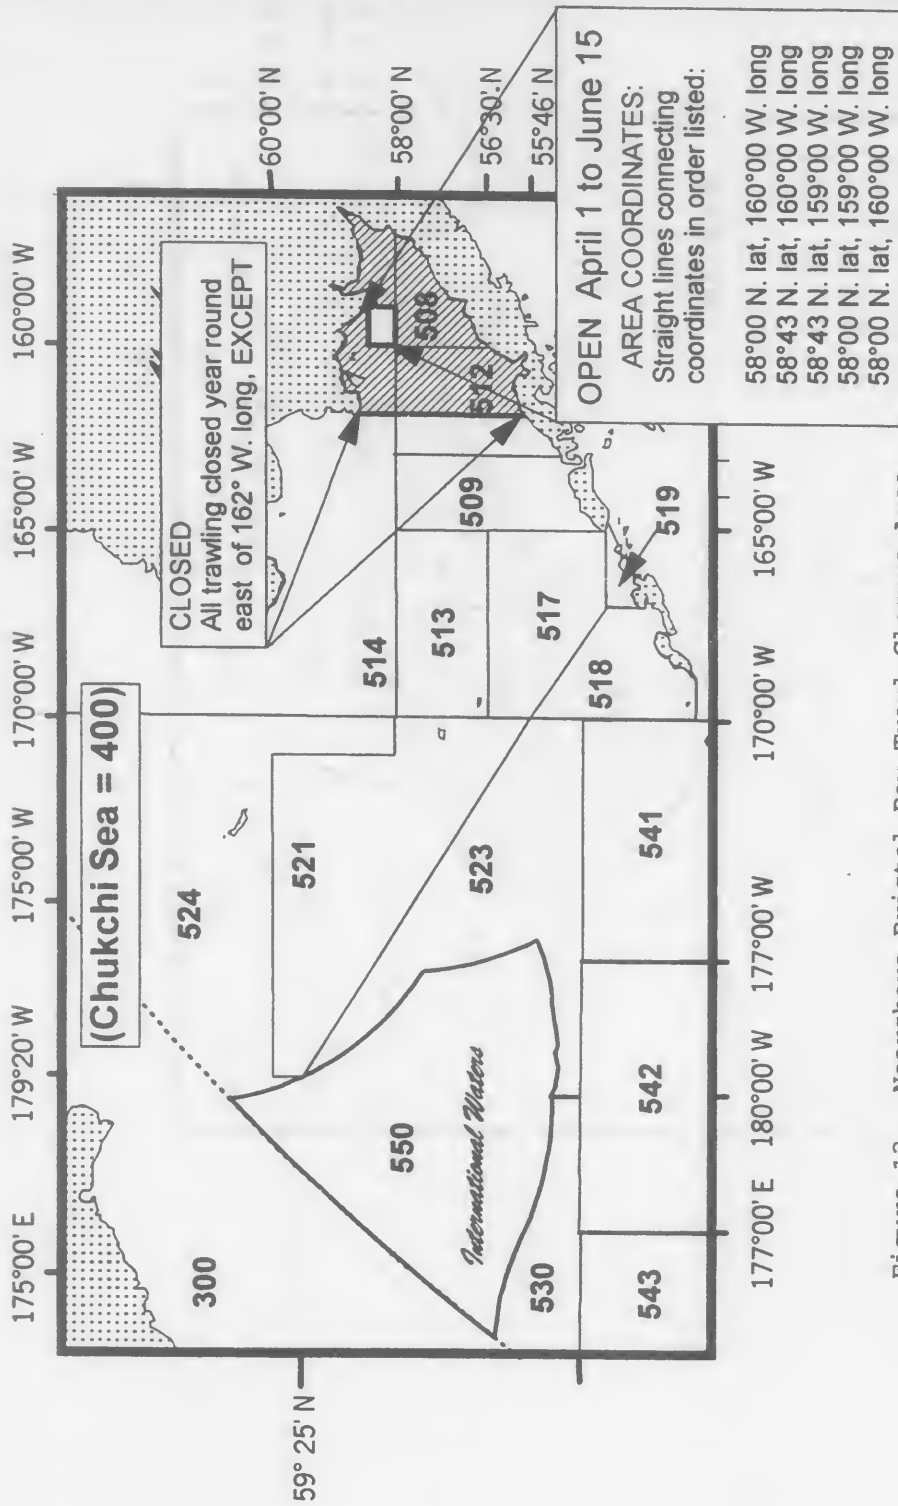 175°00' E
179°20' W
175°00' W
170°00' W
165°00' W
160°00' W
(Chukchi Sea = 400)
CLOSED
All trawling closed year round
east of 162° W. long, EXCEPT
60°00' N
58°00' N
56°30' N
55°46' N
59° 25' N
300
524
521
514
513
509
508
512
517
518
519
523
550
International Waters
530
543
542
541
177°00' E
180°00' W
177°00' W
170°00' W
165°00' W
OPEN April 1 to June 15
AREA COORDINATES:
Straight lines connecting
coordinates in order listed:
58°00 N. lat, 160°00 W. long
58°43 N. lat, 160°00 W. long
58°43 N. lat, 159°00 W. long
58°00 N. lat, 159°00 W. long
58°00 N. lat, 160°00 W. long